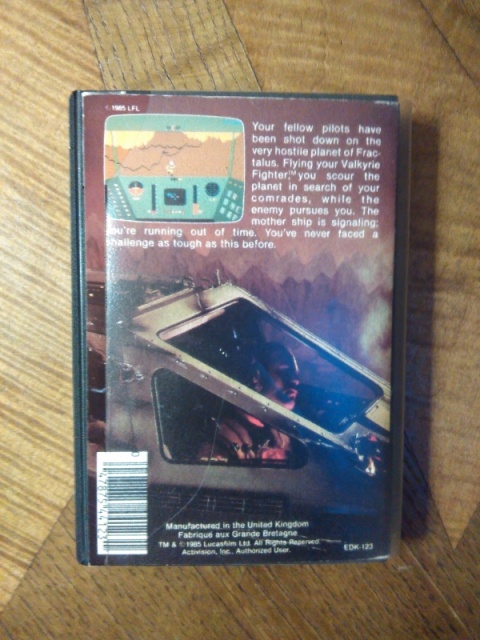 © 1985 LFL
Your fellow pilots have
been shot down on the
very hostile planet of Frac-
talus. Flying your Valkyrie
Fighter,™ you scour the
planet in search of your
comrades, while the
enemy pursues you. The
mother ship is signaling:
you're running out of time. You've never faced a
challenge as tough as this before.
Manufactured in the United Kingdom
Fabrique aux Grande Bretagne
TM & © 1985 Lucasfilm Ltd. All Rights Reserved.
Activision, Inc., Authorized User.
EDK-123